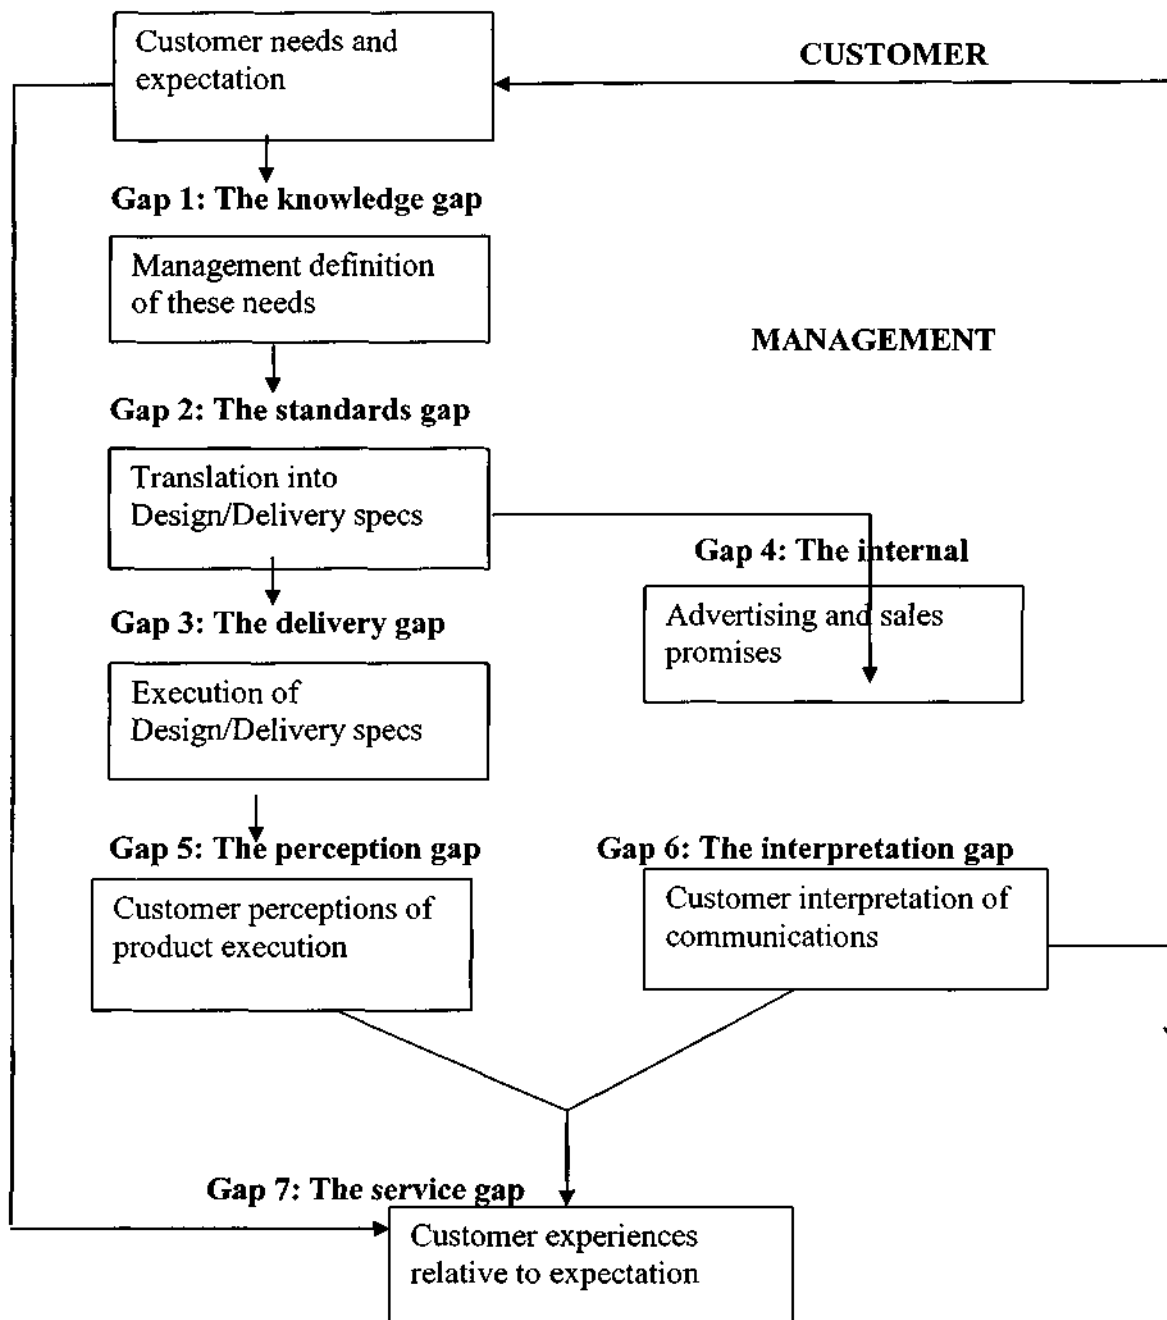 Customer needs and
expectation
CUSTOMER
Gap 1: The knowledge gap
Management definition
of these needs
MANAGEMENT
Gap 2: The standards gap
Translation into
Design/Delivery specs
Gap 4: The internal
Advertising and sales
promises
Gap 3: The delivery gap
Execution of
Design/Delivery specs
Gap 5: The perception gap
Gap 6: The interpretation gap
Customer perceptions of
product execution
Customer interpretation of
communications
Gap 7: The service gap
Customer experiences
relative to expectation